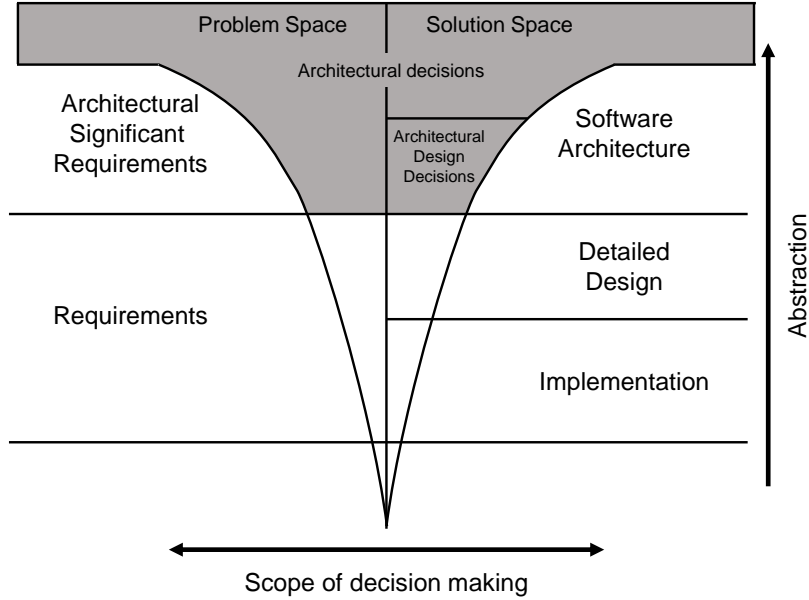 Problem Space
Solution Space
Architectural decisions
Architectural
Significant
Requirements
Architectural
Design
Decisions
Software
Architecture
Detailed
Design
Requirements
Implementation
Abstraction
Scope of decision making